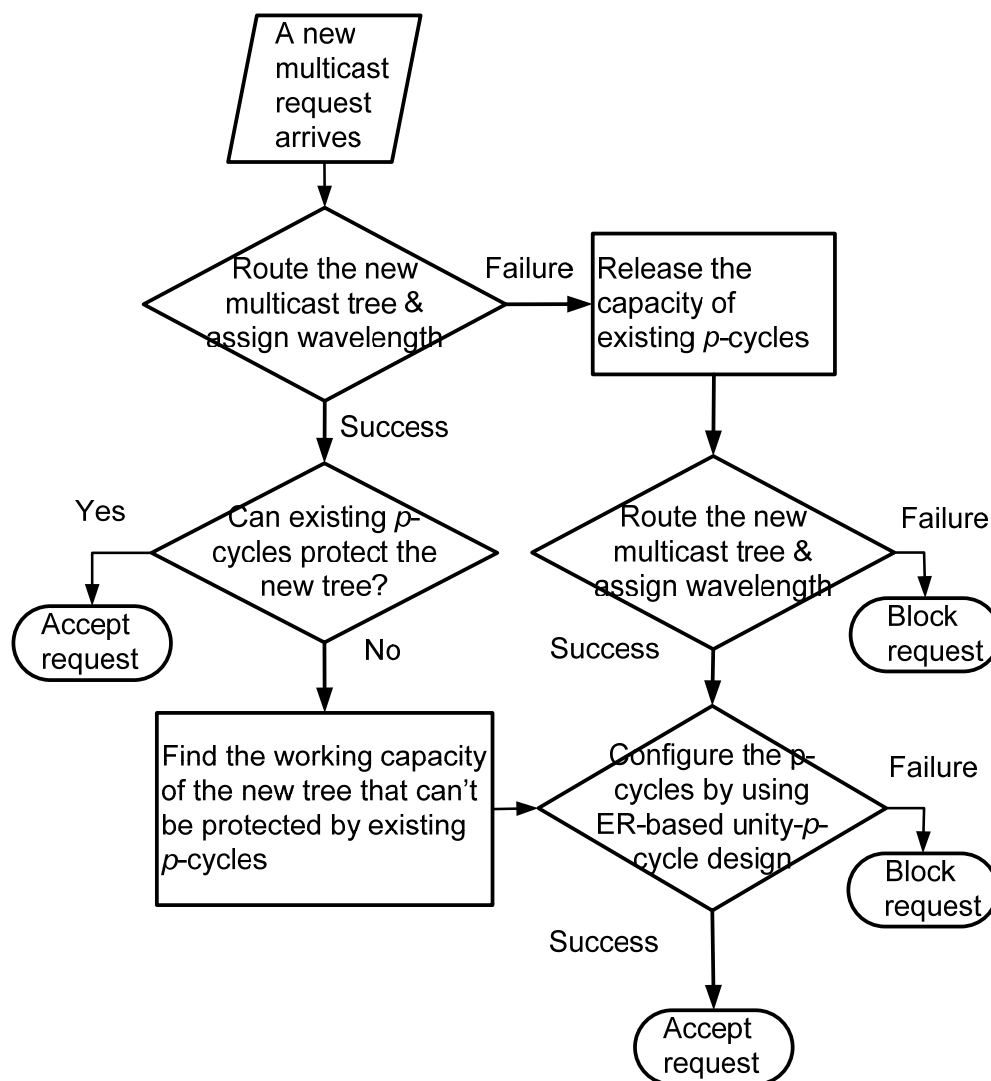 A new
multicast
request
arrives
Route the new
multicast tree &
assign wavelength
Failure
Release the
capacity of
existing p-cycles
Success
Yes
Can existing p-
cycles protect the
new tree?
Route the new
multicast tree &
assign wavelength
Failure
Accept
request
No
Success
Block
request
Find the working capacity
of the new tree that can't
be protected by existing
p-cycles
Configure the p-
cycles by using
ER-based unity-p-
cycle design
Failure
Block
request
Success
Accept
request